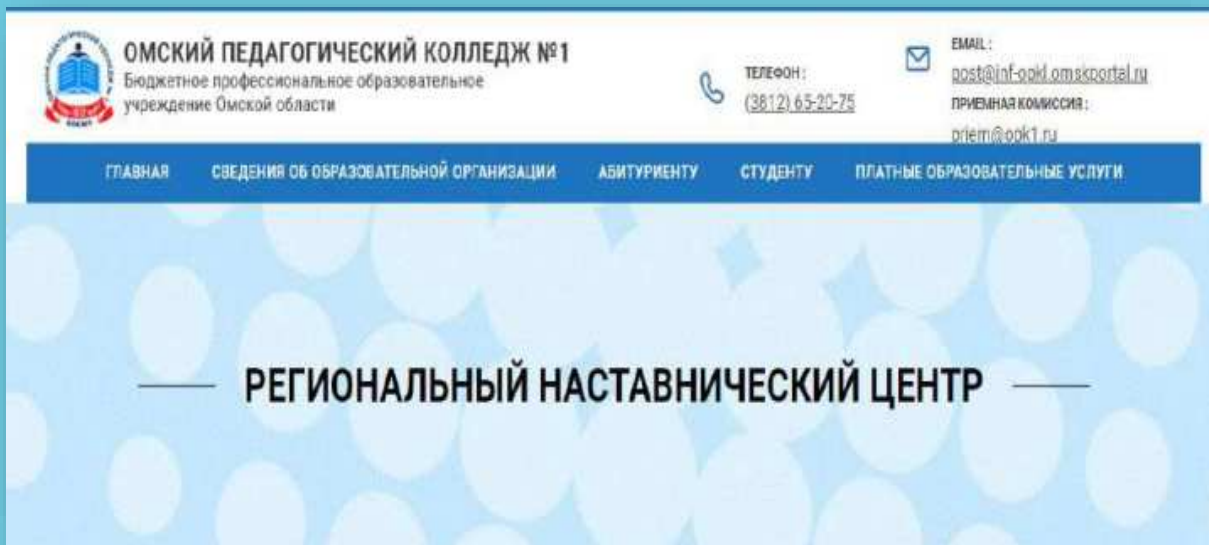 ОМСКИЙ ПЕДАГОГИЧЕСКИЙ КОЛЛЕДЖ №1
Бюджетное профессиональное образовательное
учреждение Омской области
ТЕЛЕФОН:
(3812) 65-20-75
EMAIL:
post@inf-opkl.omskportal.ru
ПРИЕМНАЯ КОМИССИЯ:
priem@opk1.ru
ГЛАВНАЯ СВЕДЕНИЯ ОБ ОБРАЗОВАТЕЛЬНОЙ ОРГАНИЗАЦИИ АБИТУРИЕНТУ СТУДЕНТУ ПЛАТНЫЕ ОБРАЗОВАТЕЛЬНЫЕ УСЛУГИ
РЕГИОНАЛЬНЫЙ НАСТАВНИЧЕСКИЙ ЦЕНТР